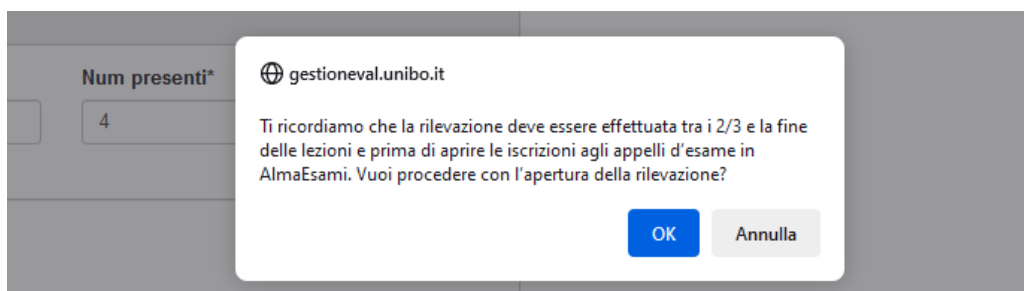 Num presenti*
4
gestioneval.unibo.it
Ti ricordiamo che la rilevazione deve essere effettuata tra i 2/3 e la fine
delle lezioni e prima di aprire le iscrizioni agli appelli d'esame in
AlmaEsami. Vuoi procedere con l'apertura della rilevazione?
OK
Annulla